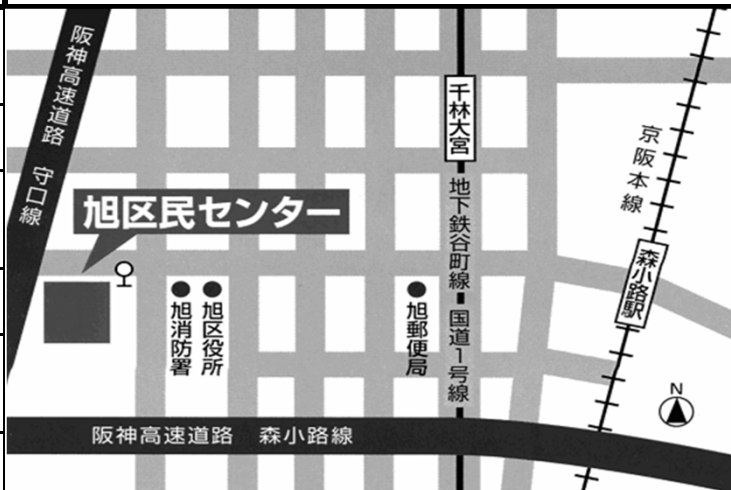 阪神高速道路 守口線
千林大宮
京阪本線
地下鉄谷町線
旭区民センター
森小路駅
旭消防署
旭区役所
旭郵便局
国道1号線
N
阪神高速道路 森小路線